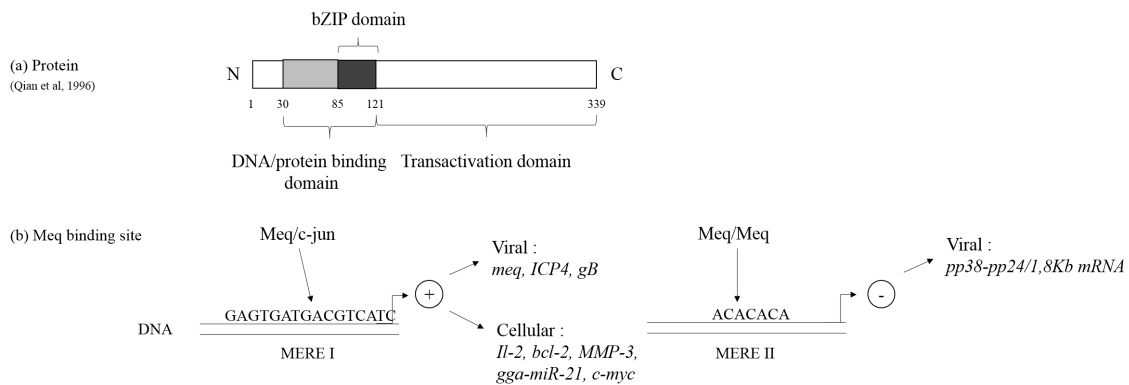 bZIP domain
(a) Protein
(Qian et al, 1996)
N
C
1 30 85 121 339
DNA/protein binding
domain
Transactivation domain
(b) Meq binding site
Meq/c-jun
Meq/Meq
Viral :
meq, ICP4, gB
Viral :
pp38-pp24/1,8Kb mRNA
+
-
DNA
GAGTGATGACGTCATC
ACACACA
MERE I
MERE II
Cellular :
Il-2, bcl-2, MMP-3,
gga-miR-21, c-myc